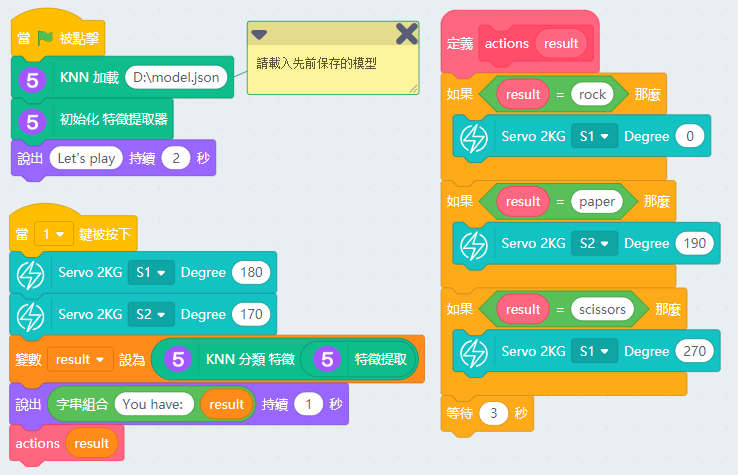 當 被點擊
5 KNN 加載 D:\model.json
5 初始化 特徵提取器
說出 Let's play 持續 2 秒
請載入先前保存的模型
當 1 鍵被按下
Servo 2KG S1 Degree 180
Servo 2KG S2 Degree 170
變數 result 設為 5 KNN 分類 特徵 5 特徵提取
說出 字串組合 You have: result 持續 1 秒
actions result
定義 actions result
如果 result = rock 那麼
Servo 2KG S1 Degree 0
如果 result = paper 那麼
Servo 2KG S2 Degree 190
如果 result = scissors 那麼
Servo 2KG S1 Degree 270
等待 3 秒